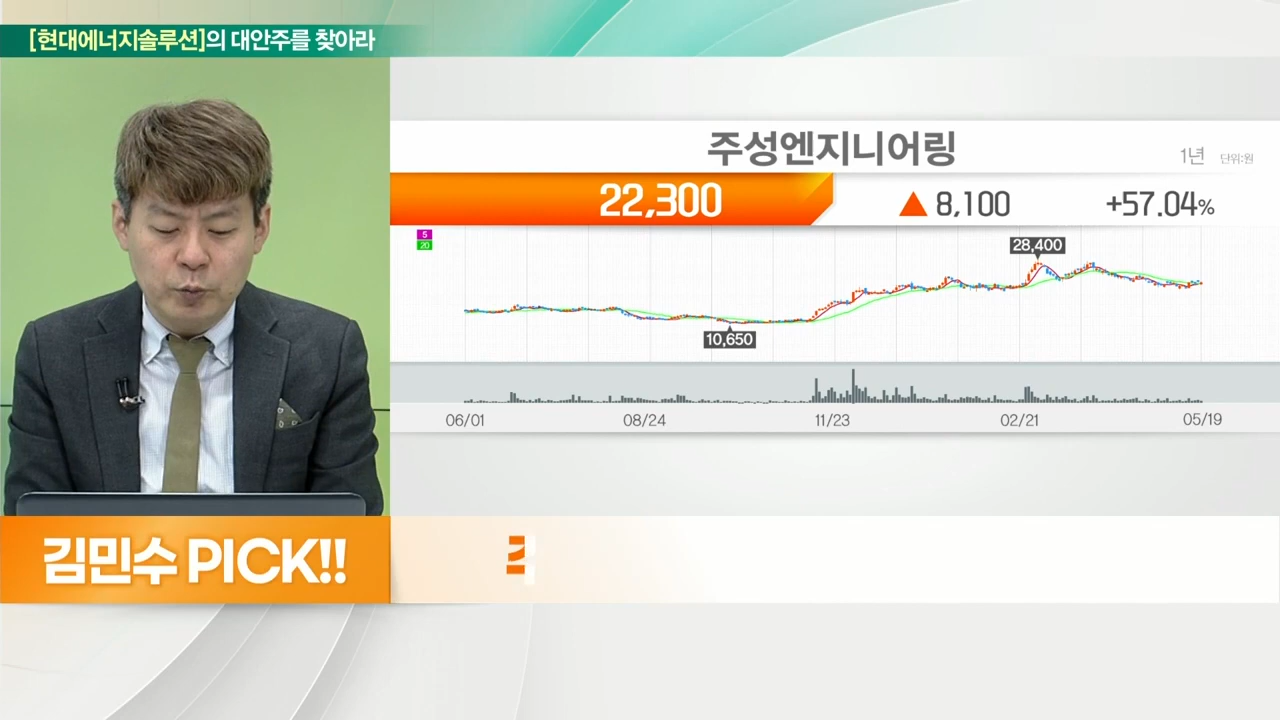 [현대에너지솔루션]의 대안주를 찾아라
주성엔지니어링
1년 단위:원
22,300 ▲ 8,100 +57.04%
5
20
28,400
10,650
06/01 08/24 11/23 02/21 05/19
김민수 PICK!!